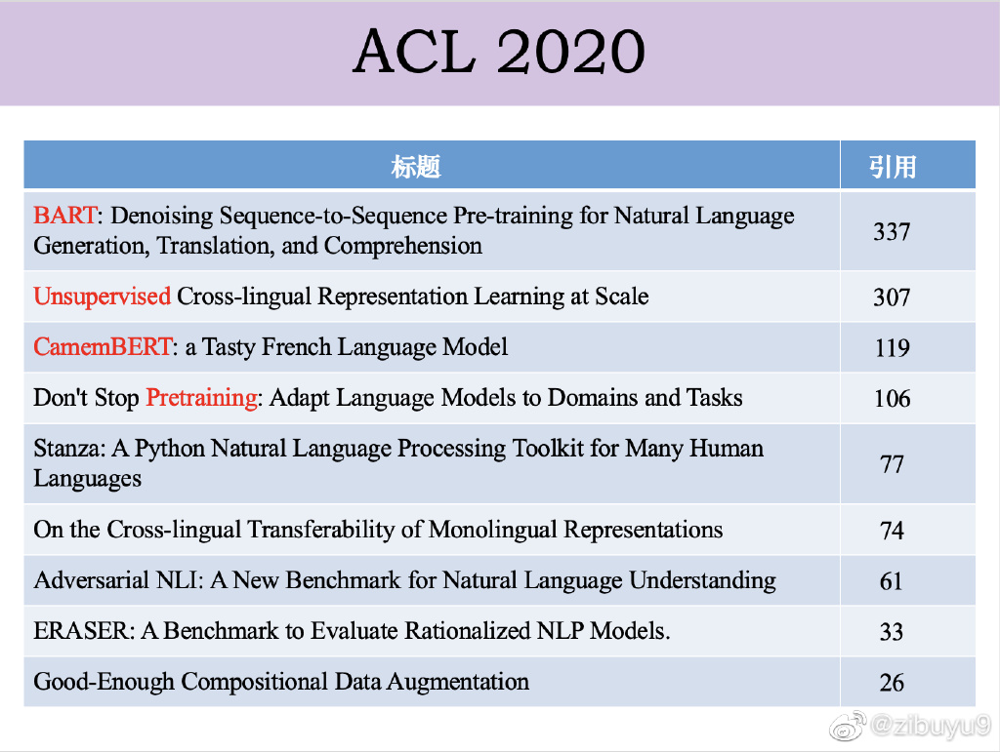 ACL 2020
标题
引用
BART: Denoising Sequence-to-Sequence Pre-training for Natural Language
Generation, Translation, and Comprehension
337
Unsupervised Cross-lingual Representation Learning at Scale
307
CamemBERT: a Tasty French Language Model
119
Don't Stop Pretraining: Adapt Language Models to Domains and Tasks
106
Stanza: A Python Natural Language Processing Toolkit for Many Human
Languages
77
On the Cross-lingual Transferability of Monolingual Representations
74
Adversarial NLI: A New Benchmark for Natural Language Understanding
61
ERASER: A Benchmark to Evaluate Rationalized NLP Models.
33
Good-Enough Compositional Data Augmentation
26
@zibuyu9